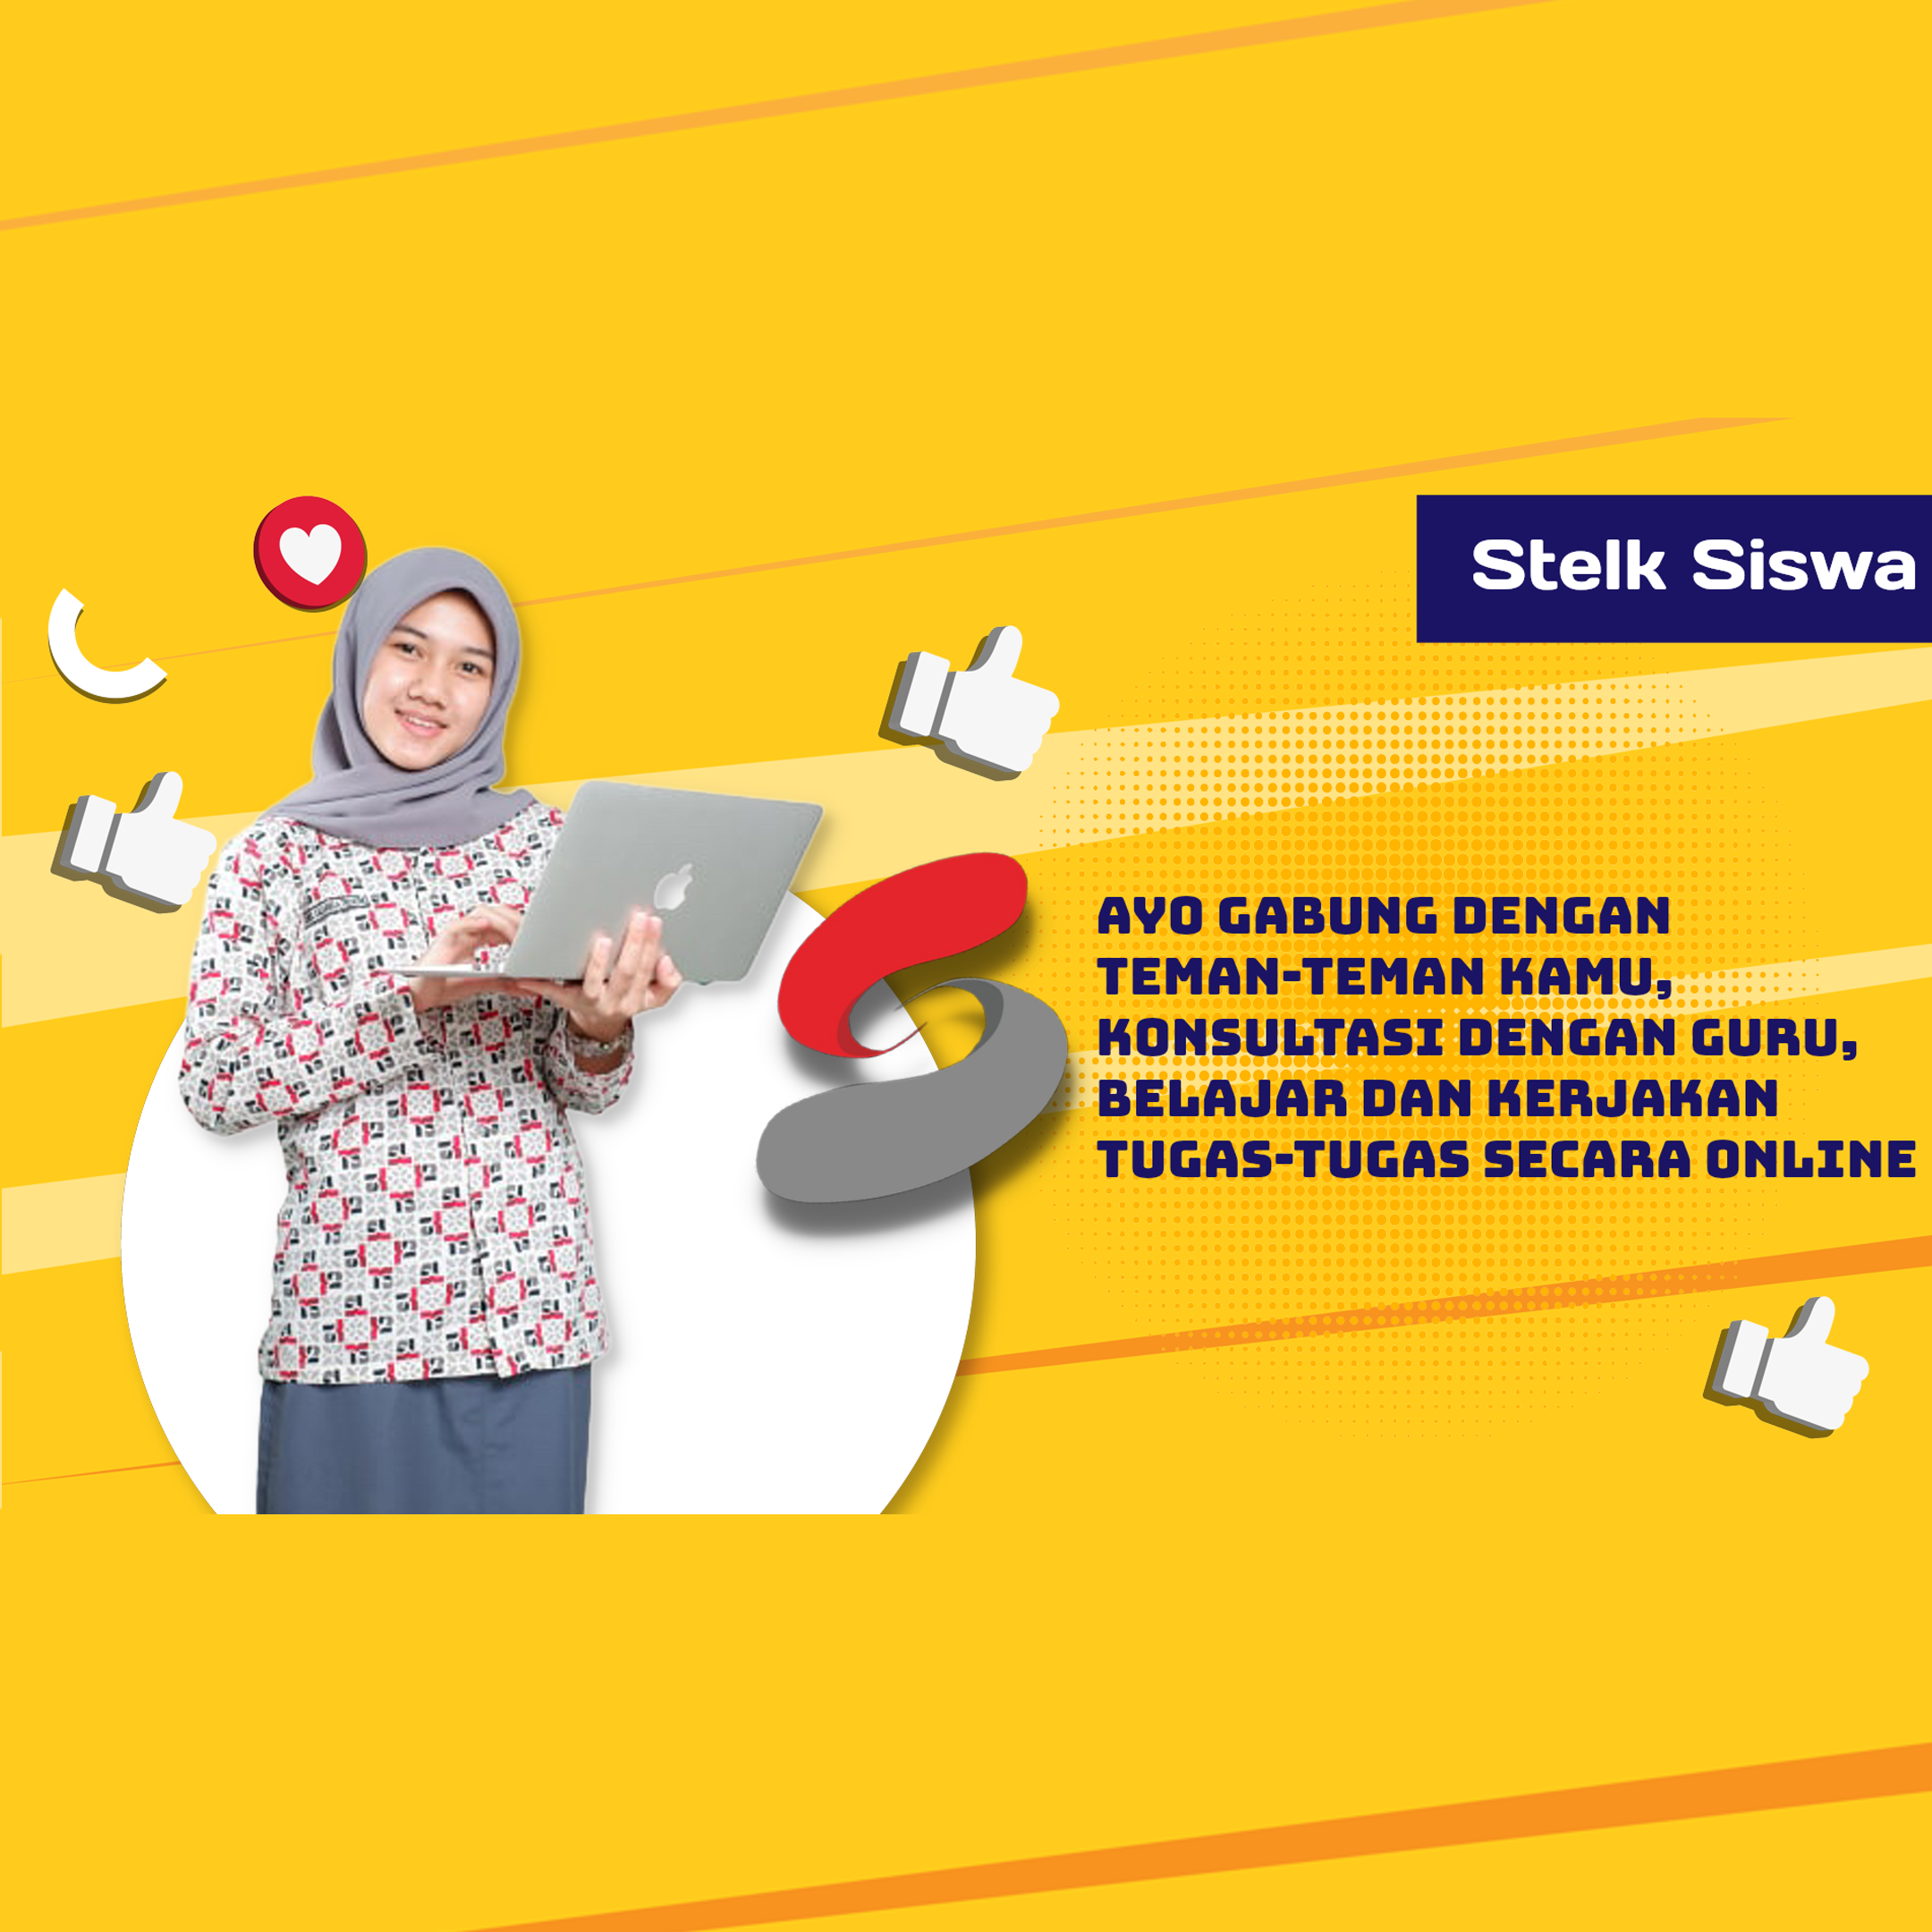 Stelk Siswa
AYO GABUNG DENGAN
TEMAN-TEMAN KAMU,
KONSULTASI DENGAN GURU,
BELAJAR DAN KERJAKAN
TUGAS-TUGAS SECARA ONLINE